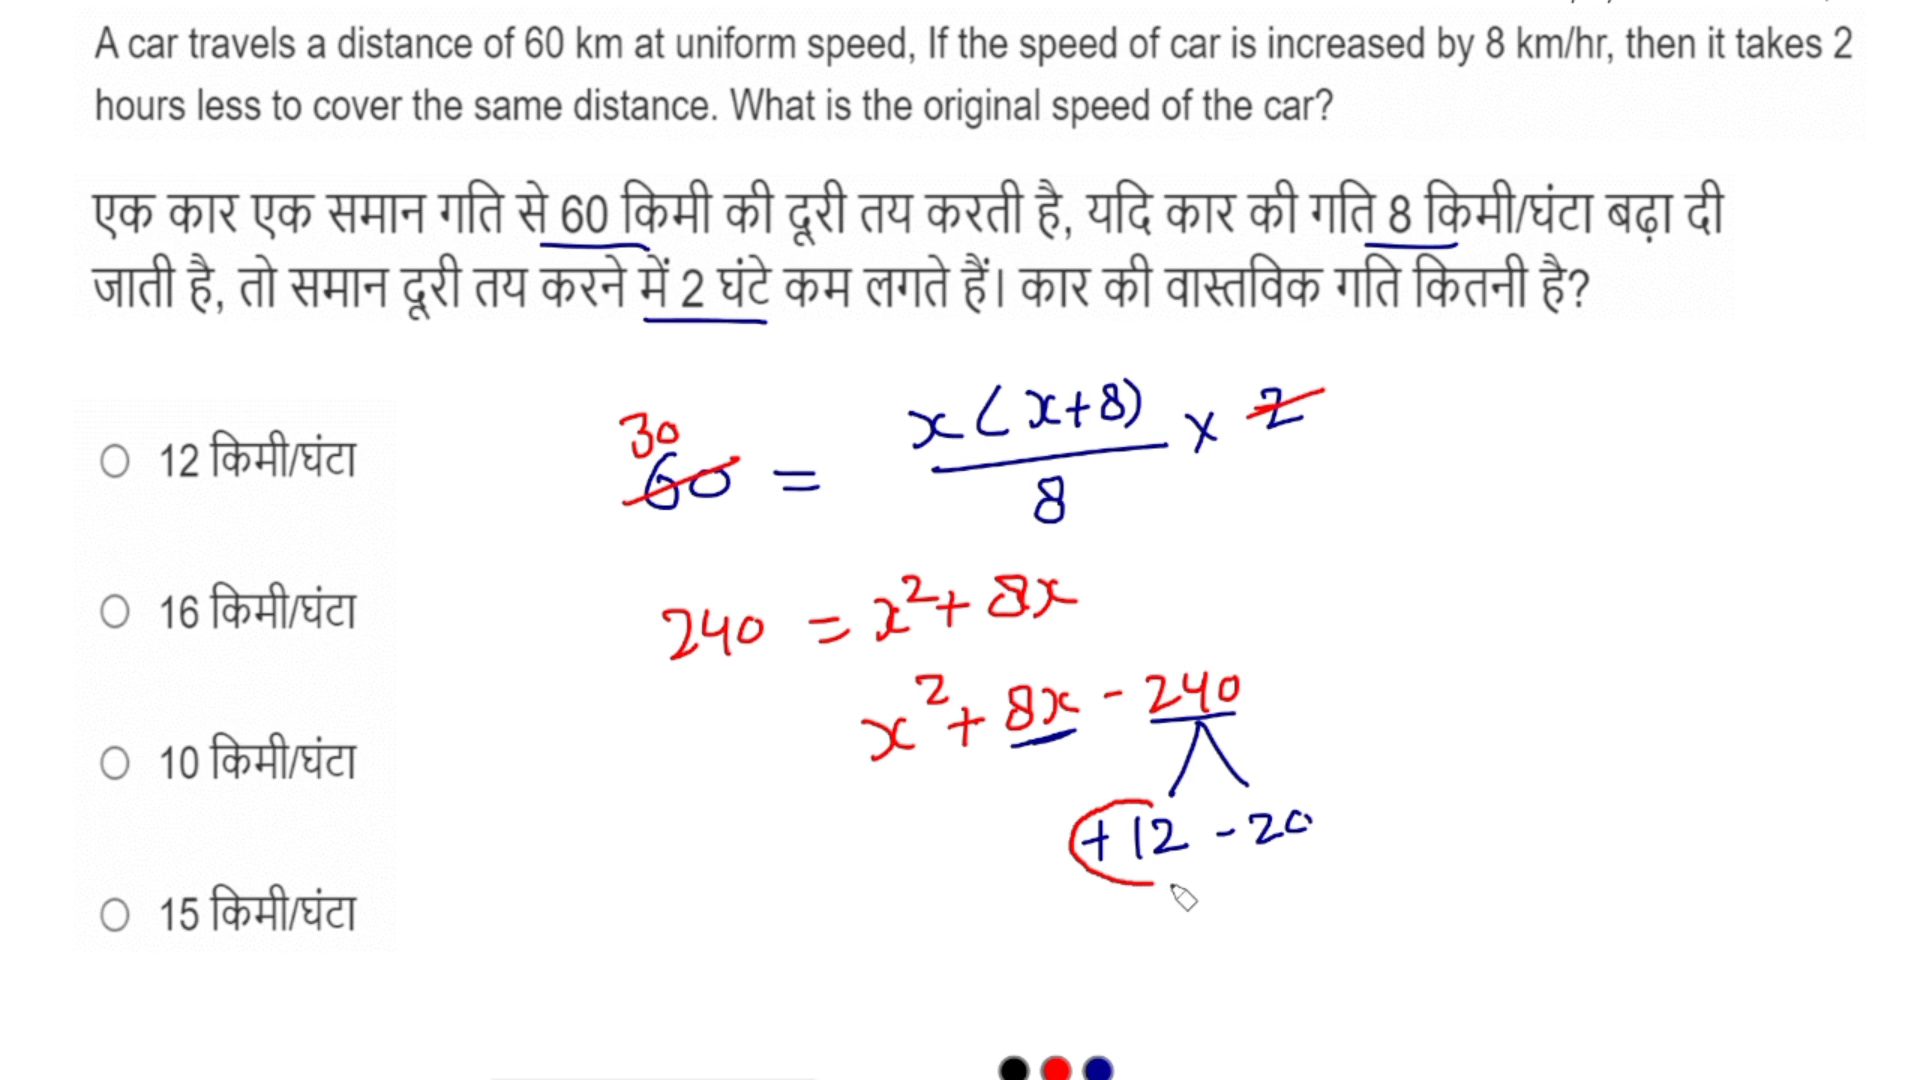 A car travels a distance of 60 km at uniform speed, If the speed of car is increased by 8 km/hr, then it takes 2
hours less to cover the same distance. What is the original speed of the car?
एक कार एक समान गति से 60 किमी की दूरी तय करती है, यदि कार की गति 8 किमी/घंटा बढ़ा दी
जाती है, तो समान दूरी तय करने में 2 घंटे कम लगते हैं। कार की वास्तविक गति कितनी है?
12 किमी/घंटा
16 किमी/घंटा
10 किमी/घंटा
15 किमी/घंटा
30
60 = x(x+8)/8 × 2
240 = x²+ 8x
x²+ 8x - 240
+12 -20